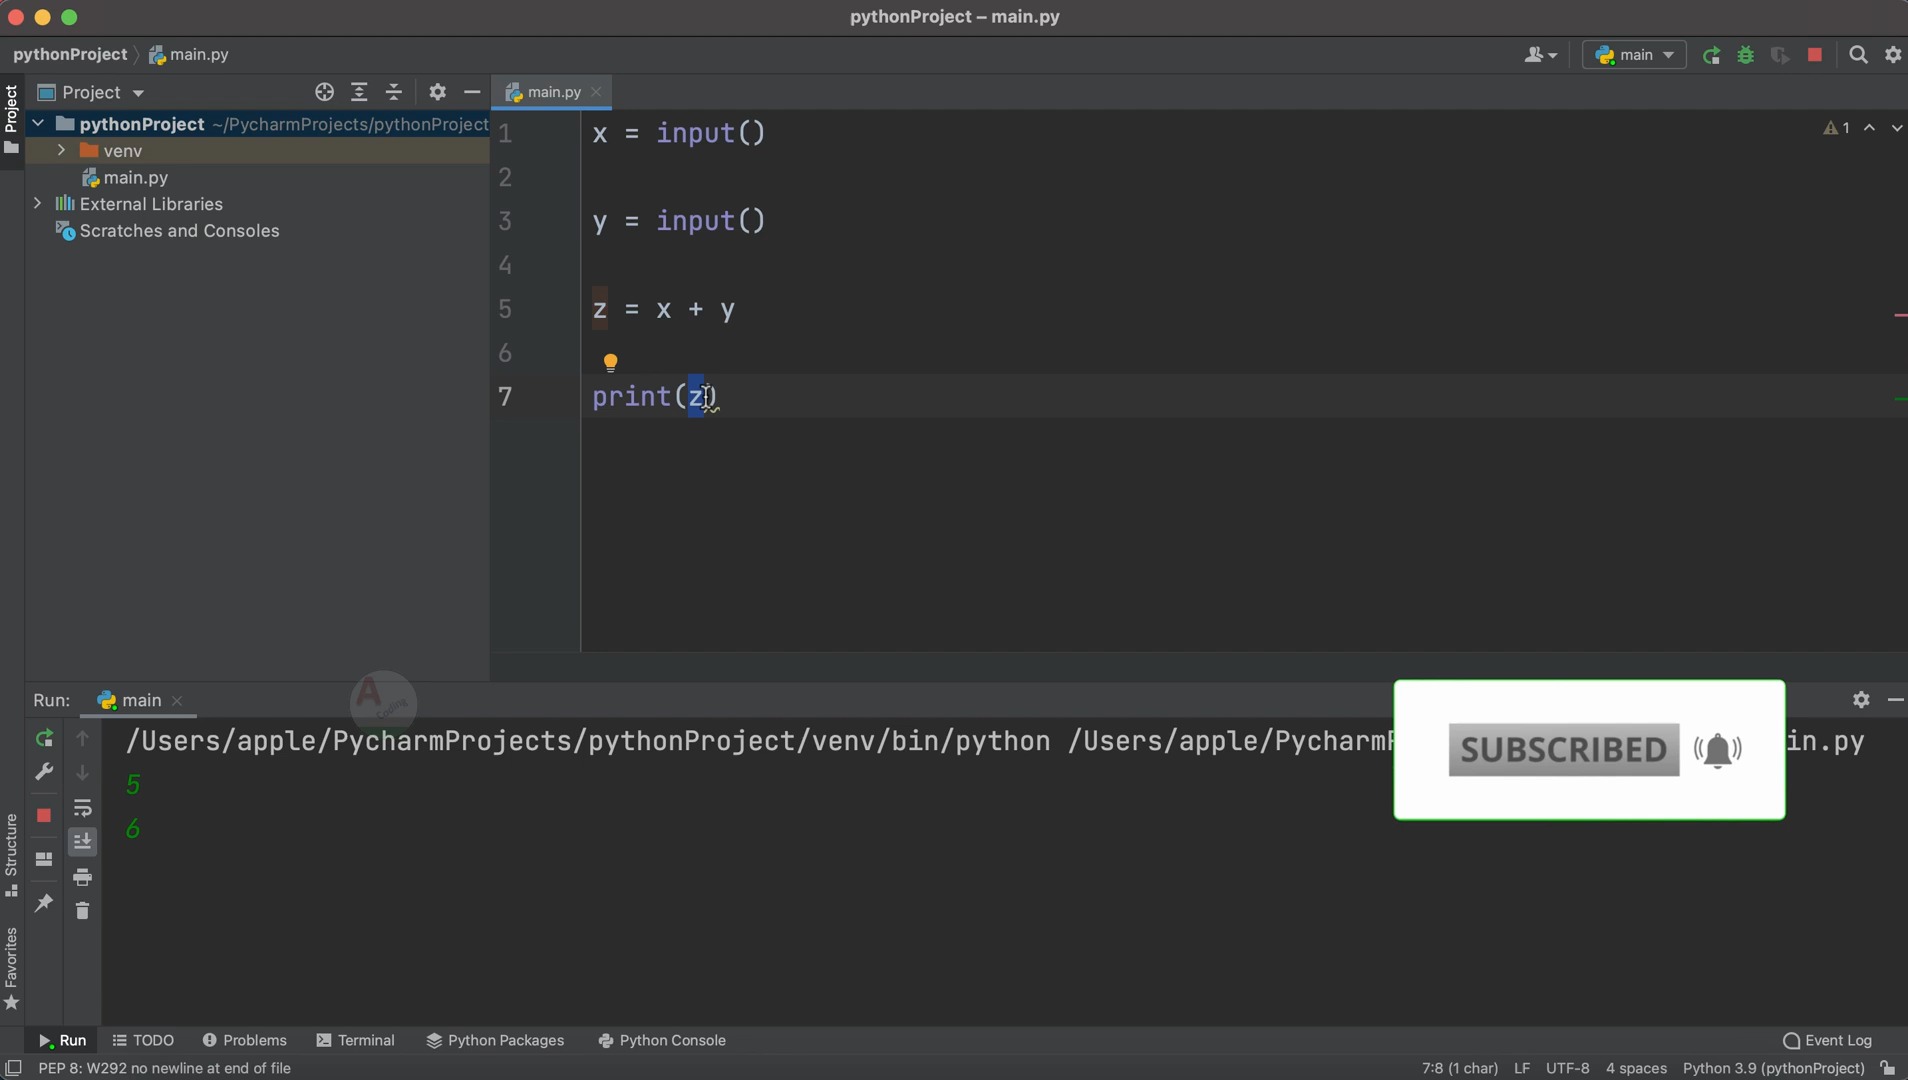 pythonProject – main.py
pythonProject main.py
main
Project
Project
main.py
pythonProject ~/PycharmProjects/pythonProject
venv
main.py
External Libraries
Scratches and Consoles
1 x = input()
1
2
3 y = input()
4
5 z = x + y
6
7 print(z)
Run: main
A
Coding
/Users/apple/PycharmProjects/pythonProject/venv/bin/python /Users/apple/Pycharm in.py
SUBSCRIBED
5
6
Structure
Favorites
Run TODO Problems Terminal Python Packages Python Console Event Log
PEP 8: W292 no newline at end of file 7:8 (1 char) LF UTF-8 4 spaces Python 3.9 (pythonProject)